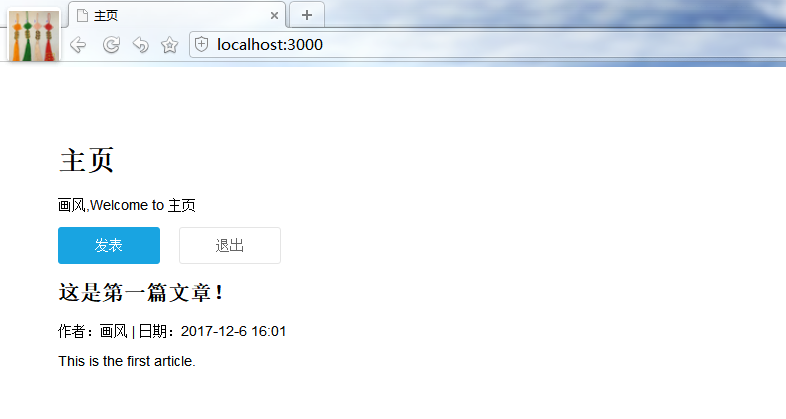 主页
localhost:3000
主页
画风,Welcome to 主页
发表 退出
这是第一篇文章！
作者：画风 | 日期：2017-12-6 16:01
This is the first article.